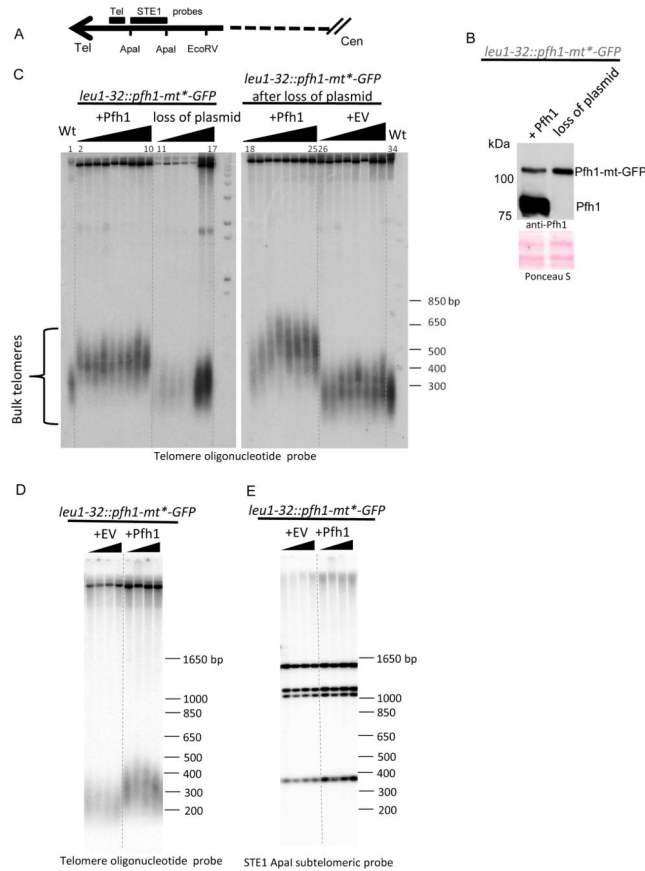 A
Tel
STE1
probes
Tel
ApaI
ApaI
EcoRV
Cen
B
leu1-32::pfh1-mt*-GFP
+ Pfh1
loss of plasmid
kDa
100
75
Pfh1-mt-GFP
Pfh1
anti-Pfh1
Ponceau S
C
leu1-32::pfh1-mt*-GFP
Wt
+Pfh1
loss of plasmid
leu1-32::pfh1-mt*-GFP
after loss of plasmid
+Pfh1
+EV
Wt
1 2 10 11 17
18 25 26 34
Bulk telomeres
850 bp
650
500
400
300
Telomere oligonucleotide probe
D
leu1-32::pfh1-mt*-GFP
+EV +Pfh1
1650 bp
1000
850
650
500
400
300
200
Telomere oligonucleotide probe
E
leu1-32::pfh1-mt*-GFP
+EV +Pfh1
1650 bp
1000
850
650
500
400
300
200
STE1 ApaI subtelomeric probe